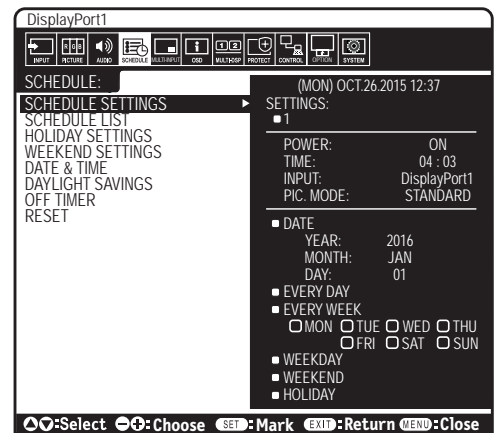 DisplayPort1
INPUT PICTURE AUDIO SCHEDULE MULTI-INPUT OSD MULTI-DSP PROTECT CONTROL OPTION SYSTEM
SCHEDULE:
SCHEDULE SETTINGS
SCHEDULE LIST
HOLIDAY SETTINGS
WEEKEND SETTINGS
DATE & TIME
DAYLIGHT SAVINGS
OFF TIMER
RESET
(MON) OCT.26.2015 12:37
SETTINGS:
1
POWER: ON
TIME: 04 : 03
INPUT: DisplayPort1
PIC. MODE: STANDARD
DATE
YEAR: 2016
MONTH: JAN
DAY: 01
EVERY DAY
EVERY WEEK
MON TUE WED THU
FRI SAT SUN
WEEKDAY
WEEKEND
HOLIDAY
:Select :Choose SET:Mark EXIT:Return MENU:Close